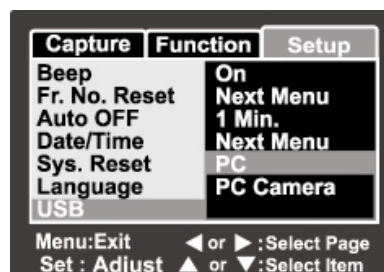 Capture Function Setup
Beep On
Fr. No. Reset Next Menu
Auto OFF 1 Min.
Date/Time Next Menu
Sys. Reset PC
Language PC Camera
USB
Menu:Exit ◀ or ▶ :Select Page
Set : Adjust ▲ or ▼ :Select Item